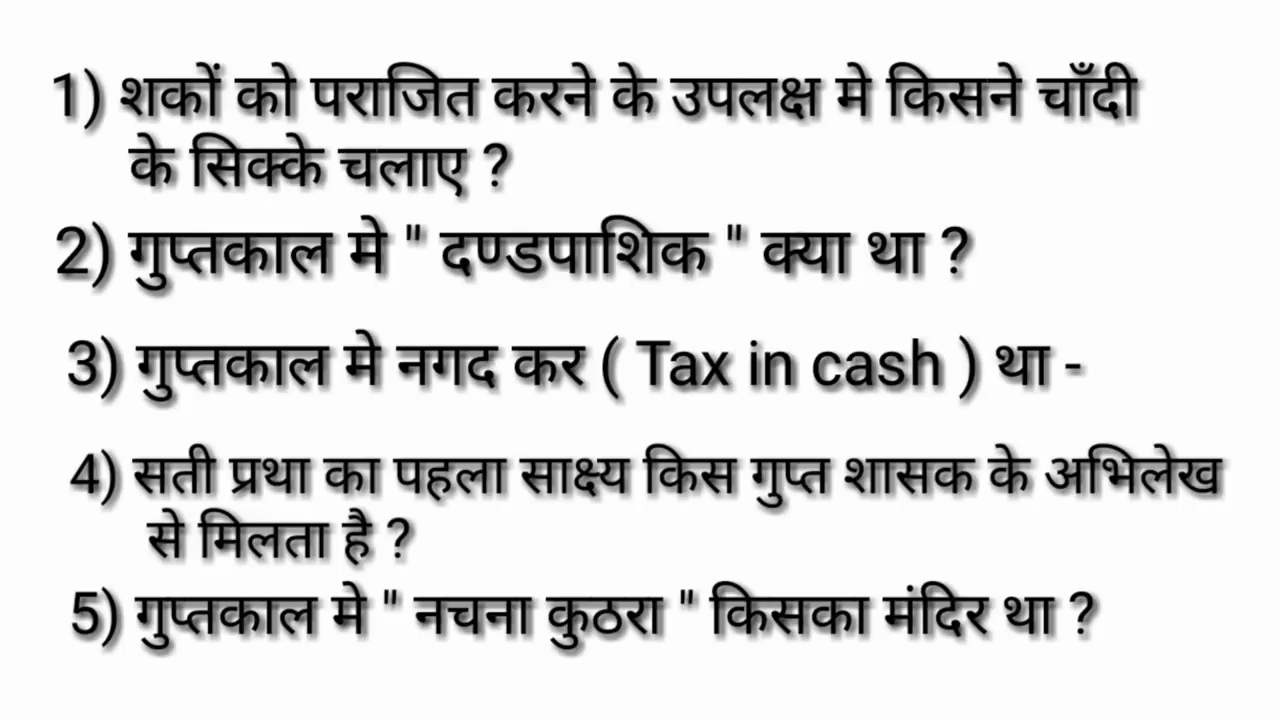 1) शकों को पराजित करने के उपलक्ष मे किसने चाँदी
के सिक्के चलाए ?
2) गुप्तकाल मे " दण्डपाशिक " क्या था ?
3) गुप्तकाल मे नगद कर ( Tax in cash ) था -
4) सती प्रथा का पहला साक्ष्य किस गुप्त शासक के अभिलेख
से मिलता है ?
5) गुप्तकाल मे " नचना कुठरा " किसका मंदिर था ?